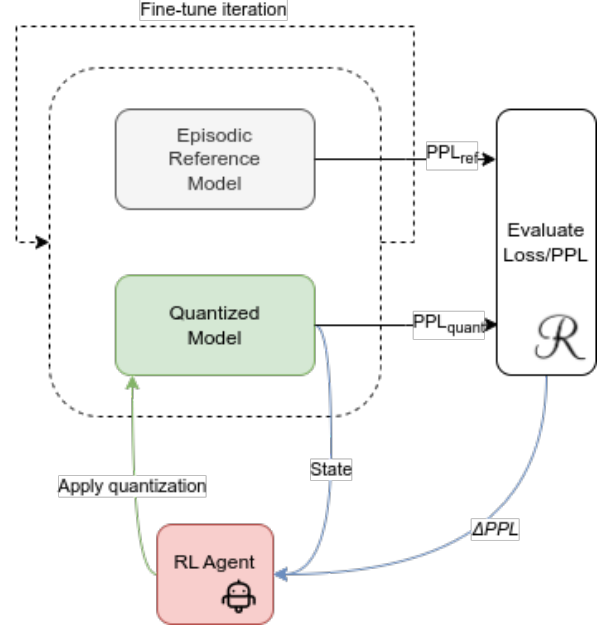 Fine-tune iteration
Episodic
Reference
Model
PPLref
Evaluate
Loss/PPL
Quantized
Model
PPLquant
R
State
Apply quantization
ΔPPL
RL Agent